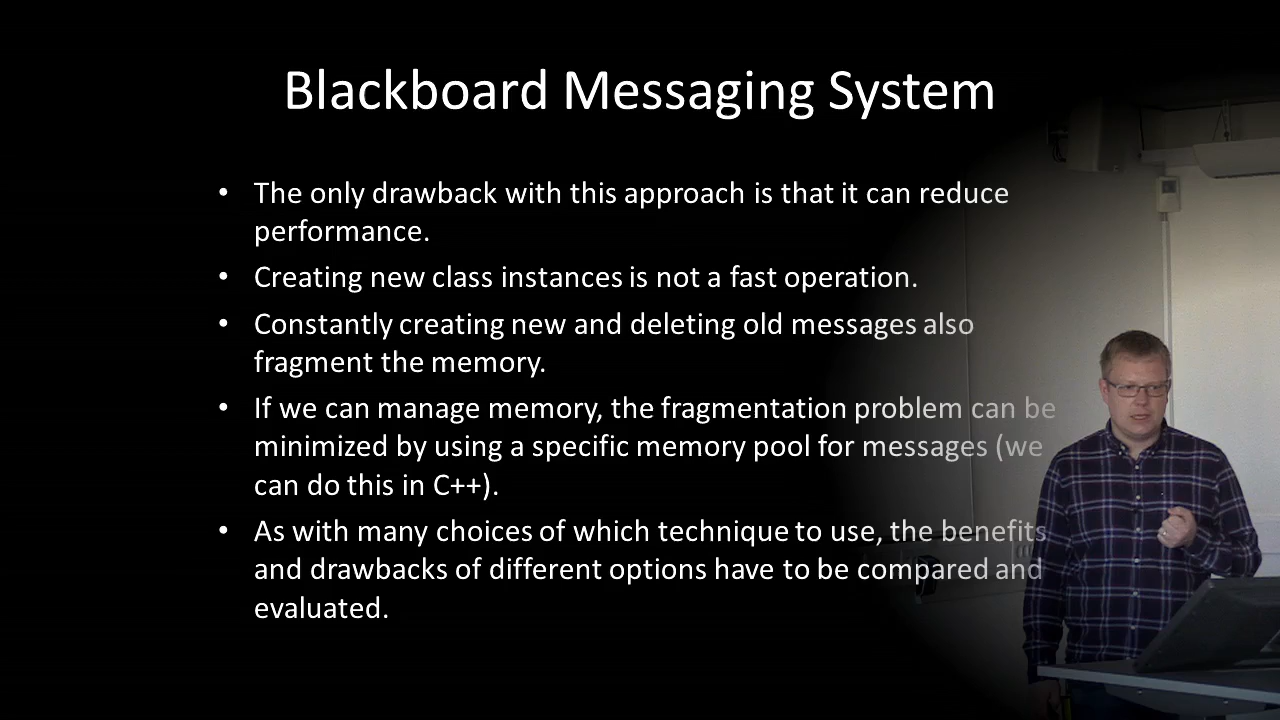 Blackboard Messaging System
• The only drawback with this approach is that it can reduce
performance.
• Creating new class instances is not a fast operation.
• Constantly creating new and deleting old messages also
fragment the memory.
• If we can manage memory, the fragmentation problem can be
minimized by using a specific memory pool for messages (we
can do this in C++).
• As with many choices of which technique to use, the benefits
and drawbacks of different options have to be compared and
evaluated.